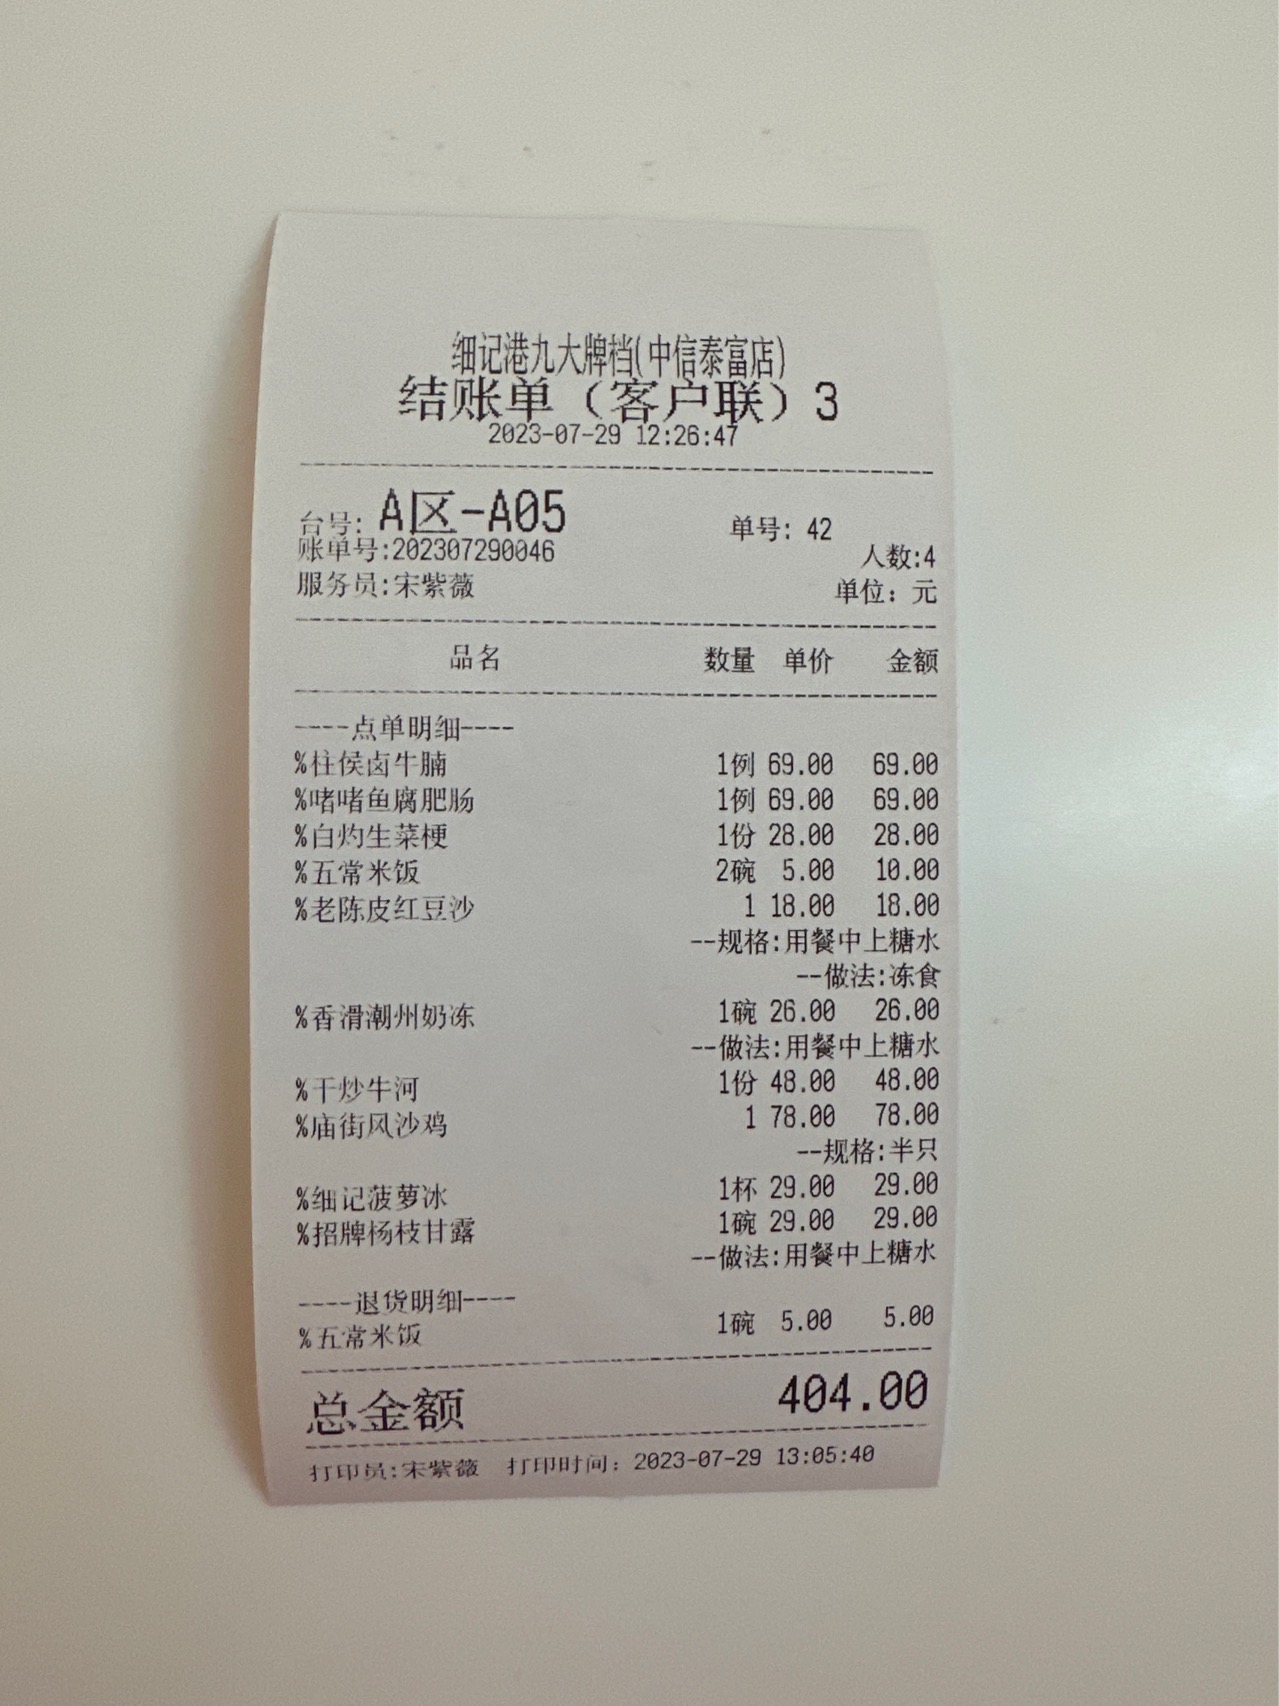 细记港九大牌档(中信泰富店)
结账单（客户联）3
2023-07-29 12:26:47
台号: A区-A05 单号: 42
账单号:202307290046 人数:4
服务员:宋紫薇 单位: 元
品名 数量 单价 金额
----点单明细----
%柱侯卤牛腩 1例 69.00 69.00
%啫啫鱼腐肥肠 1例 69.00 69.00
%白灼生菜梗 1份 28.00 28.00
%五常米饭 2碗 5.00 10.00
%老陈皮红豆沙 1 18.00 18.00
--规格:用餐中上糖水
--做法:冻食
%香滑潮州奶冻 1碗 26.00 26.00
--做法:用餐中上糖水
%干炒牛河 1份 48.00 48.00
%庙街风沙鸡 1 78.00 78.00
--规格:半只
%细记菠萝冰 1杯 29.00 29.00
%招牌杨枝甘露 1碗 29.00 29.00
--做法:用餐中上糖水
----退货明细----
%五常米饭 1碗 5.00 5.00
总金额 404.00
打印员:宋紫薇 打印时间: 2023-07-29 13:05:40